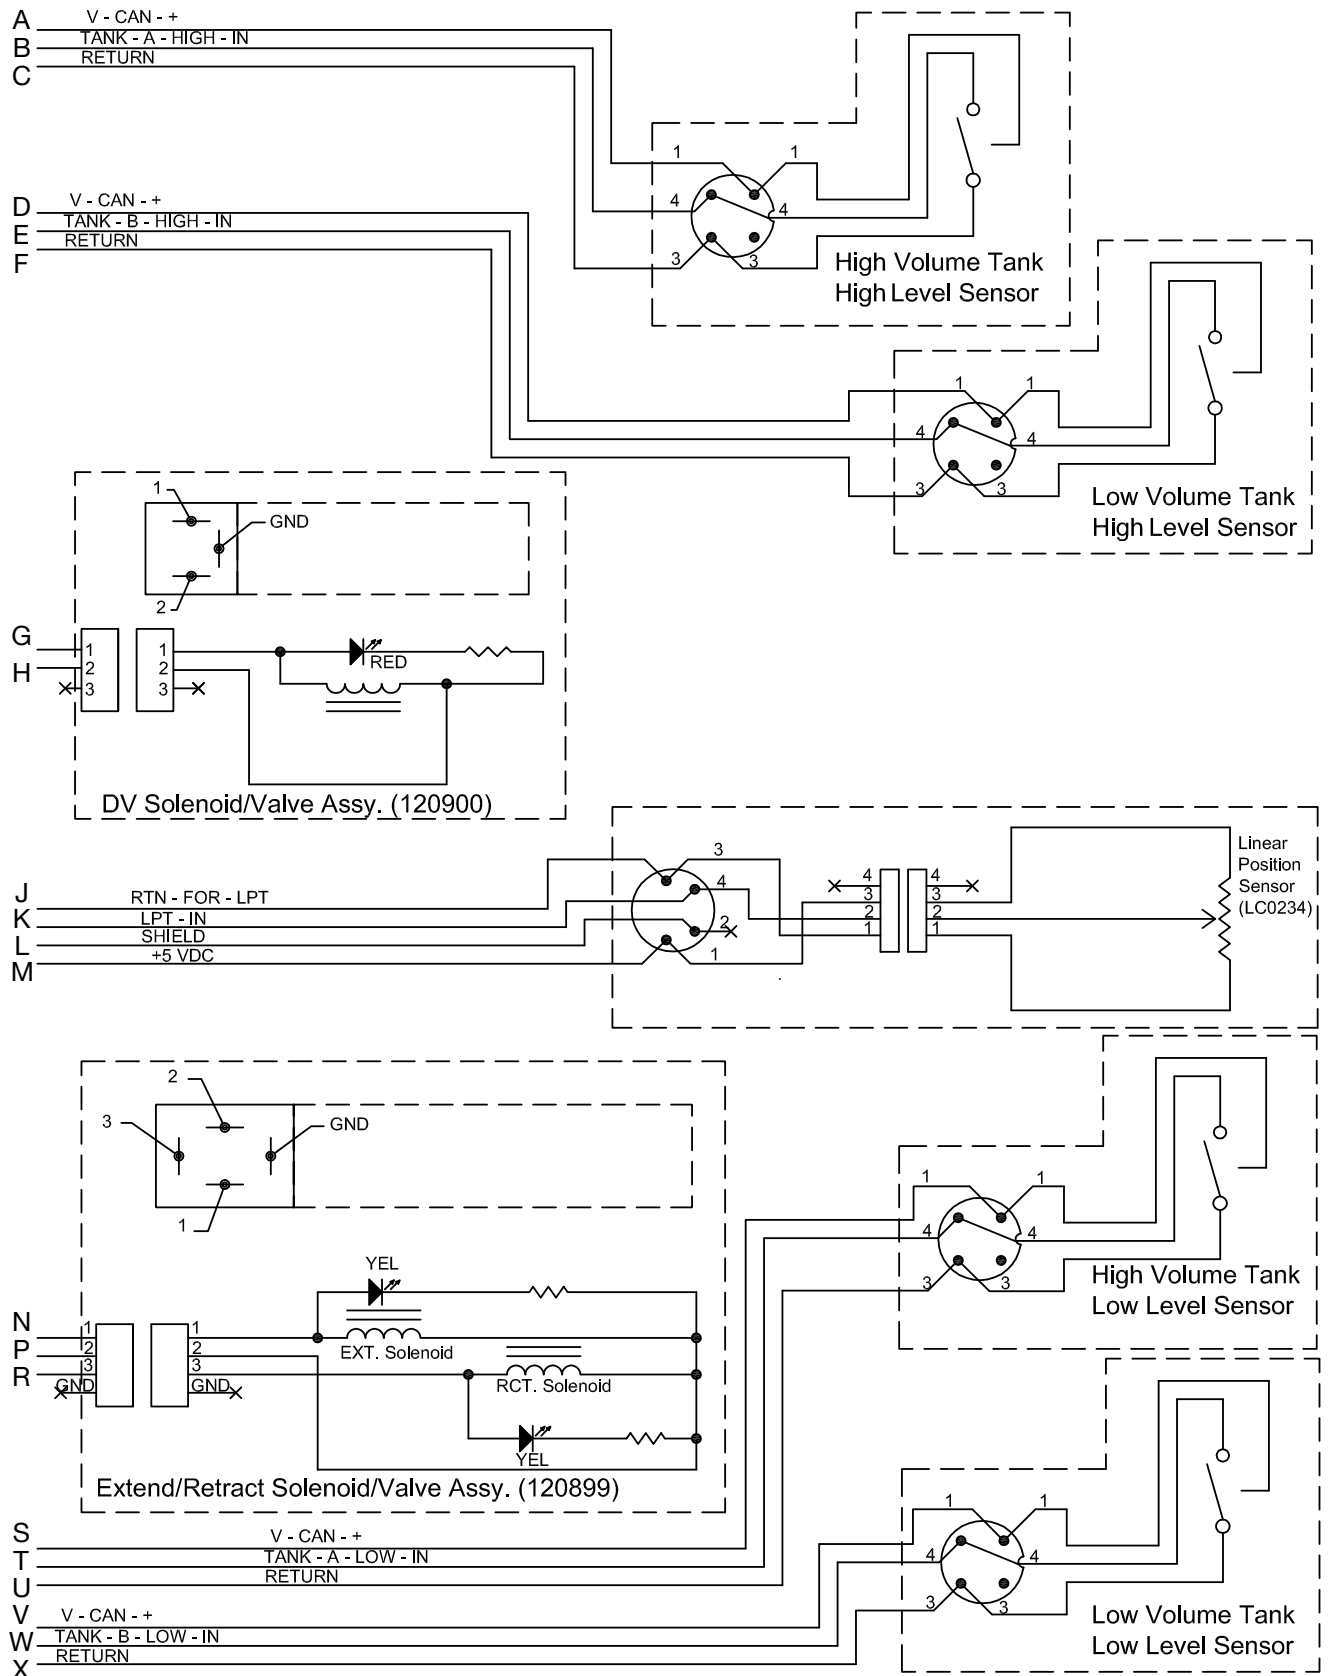 A V - CAN - +
B TANK - A - HIGH - IN
C RETURN
1 1
4 4
3 3
High Volume Tank
High Level Sensor
D V - CAN - +
E TANK - B - HIGH - IN
F RETURN
1 1
4 4
3 3
Low Volume Tank
High Level Sensor
1
GND
2
G 1 1
H 2 2
3 3
RED
DV Solenoid/Valve Assy. (120900)
J RTN - FOR - LPT
K LPT - IN
L SHIELD
M +5 VDC
3
4
2
1
4 4
3 3
2 2
1 1
Linear
Position
Sensor
(LC0234)
2
3 GND
1
YEL
N 1 1
P 2 2
R 3 3
GND GND
EXT. Solenoid
RCT. Solenoid
YEL
Extend/Retract Solenoid/Valve Assy. (120899)
1 1
4 4
3 3
High Volume Tank
Low Level Sensor
S V - CAN - +
T TANK - A - LOW - IN
U RETURN
V V - CAN - +
W TANK - B - LOW - IN
X RETURN
1 1
4 4
3 3
Low Volume Tank
Low Level Sensor